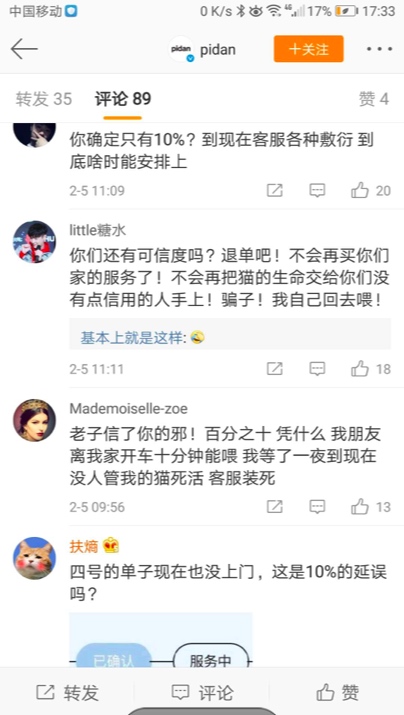 中国移动
0 K/s 4G 17% 17:33
pidan
pidan
+关注
转发 35
评论 89
赞 4
你确定只有10%？到现在客服各种敷衍 到
底啥时能安排上
2-5 11:09
20
little糖水
你们还有可信度吗？退单吧！不会再买你们
家的服务了！不会再把猫的生命交给你们没
有点信用的人手上！骗子！我自己回去喂！
基本上就是这样:
2-5 11:11
18
Mademoiselle-zoe
老子信了你的邪！百分之十 凭什么 我朋友
离我家开车十分钟能喂 我等了一夜到现在
没人管我的猫死活 客服装死
2-5 09:56
13
扶熵
四号的单子现在也没上门，这是10%的延误
吗？
已确认
服务中
转发
评论
赞